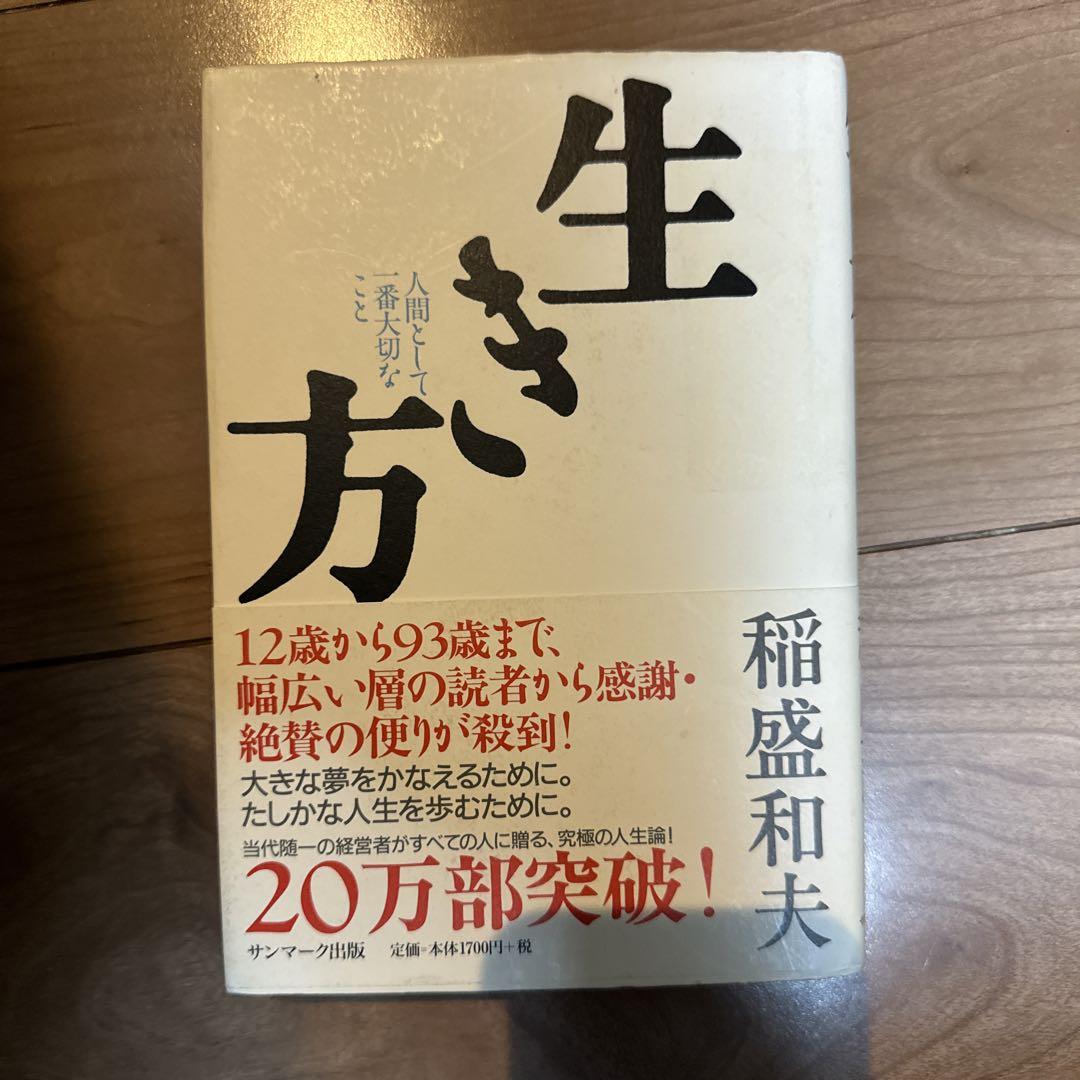 生き方
人間として
一番大切な
こと
稲盛和夫
12歳から93歳まで、
幅広い層の読者から感謝・
絶賛の便りが殺到!
大きな夢をかなえるために。
たしかな人生を歩むために。
当代随一の経営者がすべての人に贈る、究極の人生論!
20万部突破!
サンマーク出版 定価=本体1700円+税